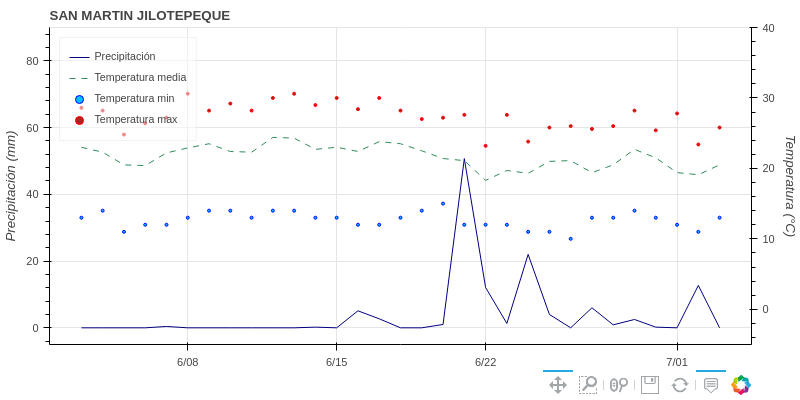 SAN MARTIN JILOTEPEQUE
Precipitación
Temperatura media
Temperatura min
Temperatura max
Precipitación (mm)
80
60
40
20
0
Temperatura (°C)
40
30
20
10
0
6/08
6/15
6/22
7/01